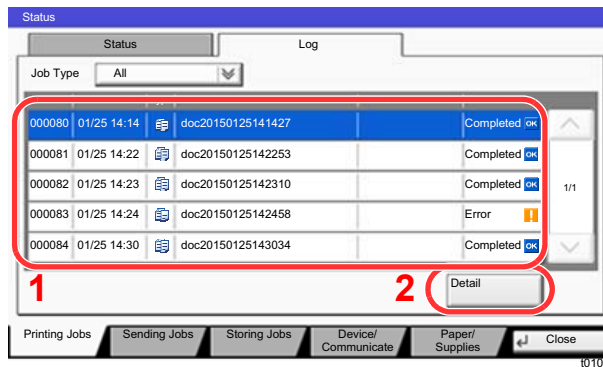 Status
Status Log
Job Type All
000080 01/25 14:14 doc20150125141427 Completed OK
000081 01/25 14:22 doc20150125142253 Completed OK
000082 01/25 14:23 doc20150125142310 Completed OK
1/1
000083 01/25 14:24 doc20150125142458 Error !
000084 01/25 14:30 doc20150125143034 Completed OK
1 2 Detail
Printing Jobs Sending Jobs Storing Jobs Device/
Communicate Paper/
Supplies Close